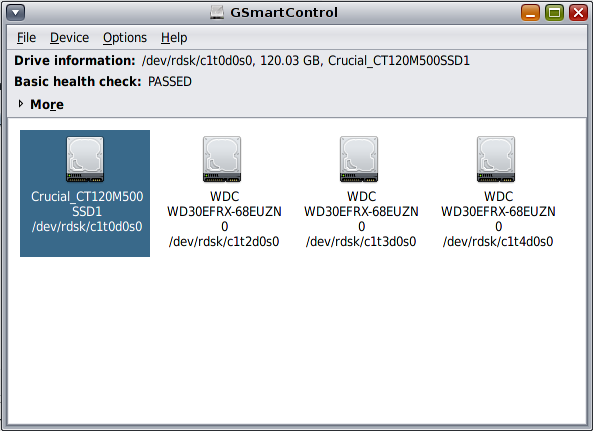 GSmartControl
File Device Options Help
Drive information: /dev/rdsk/c1t0d0s0, 120.03 GB, Crucial_CT120M500SSD1
Basic health check: PASSED
More
Crucial_CT120M500
SSD1
/dev/rdsk/c1t0d0s0
WDC
WD30EFRX-68EUZN
0
/dev/rdsk/c1t2d0s0
WDC
WD30EFRX-68EUZN
0
/dev/rdsk/c1t3d0s0
WDC
WD30EFRX-68EUZN
0
/dev/rdsk/c1t4d0s0